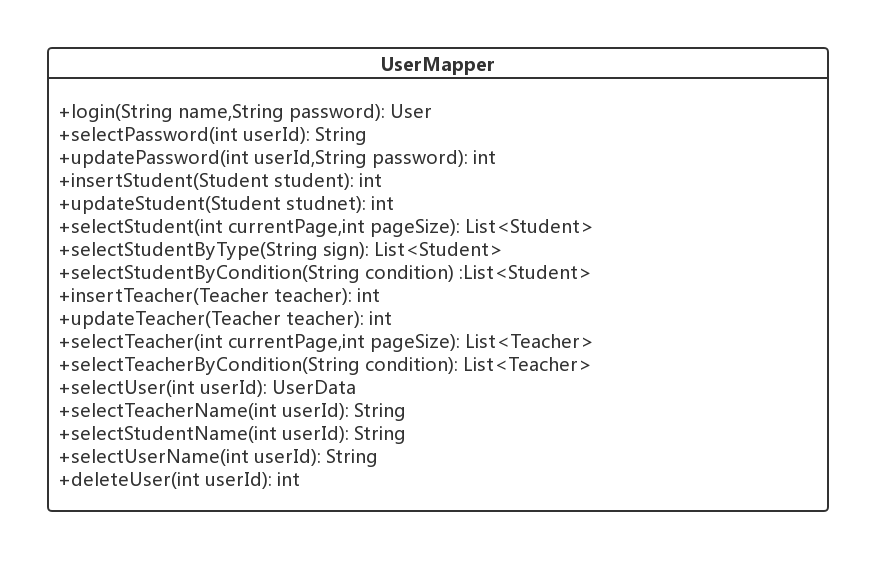 UserMapper
+login(String name,String password): User
+selectPassword(int userId): String
+updatePassword(int userId,String password): int
+insertStudent(Student student): int
+updateStudent(Student studnet): int
+selectStudent(int currentPage,int pageSize): List<Student>
+selectStudentByType(String sign): List<Student>
+selectStudentByCondition(String condition) :List<Student>
+insertTeacher(Teacher teacher): int
+updateTeacher(Teacher teacher): int
+selectTeacher(int currentPage,int pageSize): List<Teacher>
+selectTeacherByCondition(String condition): List<Teacher>
+selectUser(int userId): UserData
+selectTeacherName(int userId): String
+selectStudentName(int userId): String
+selectUserName(int userId): String
+deleteUser(int userId): int